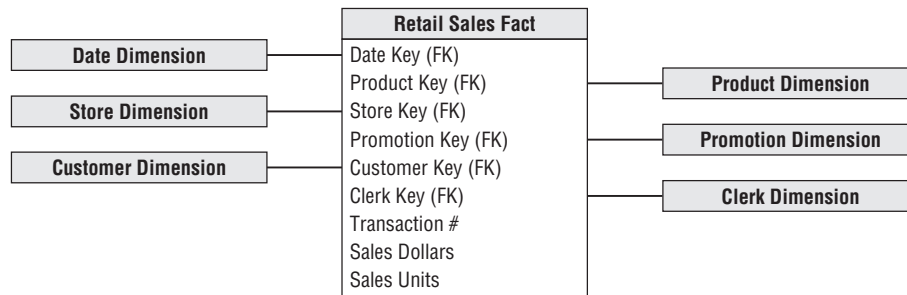 Retail Sales Fact
Date Dimension
Date Key (FK)
Product Key (FK)
Product Dimension
Store Dimension
Store Key (FK)
Promotion Key (FK)
Promotion Dimension
Customer Dimension
Customer Key (FK)
Clerk Key (FK)
Clerk Dimension
Transaction #
Sales Dollars
Sales Units